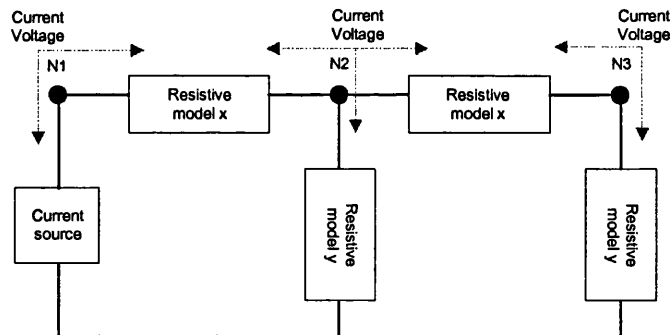 Current
Voltage
Current
Voltage
Current
Voltage
N1
N2
N3
Resistive
model x
Resistive
model x
Current
source
Resistive
model y
Resistive
model y